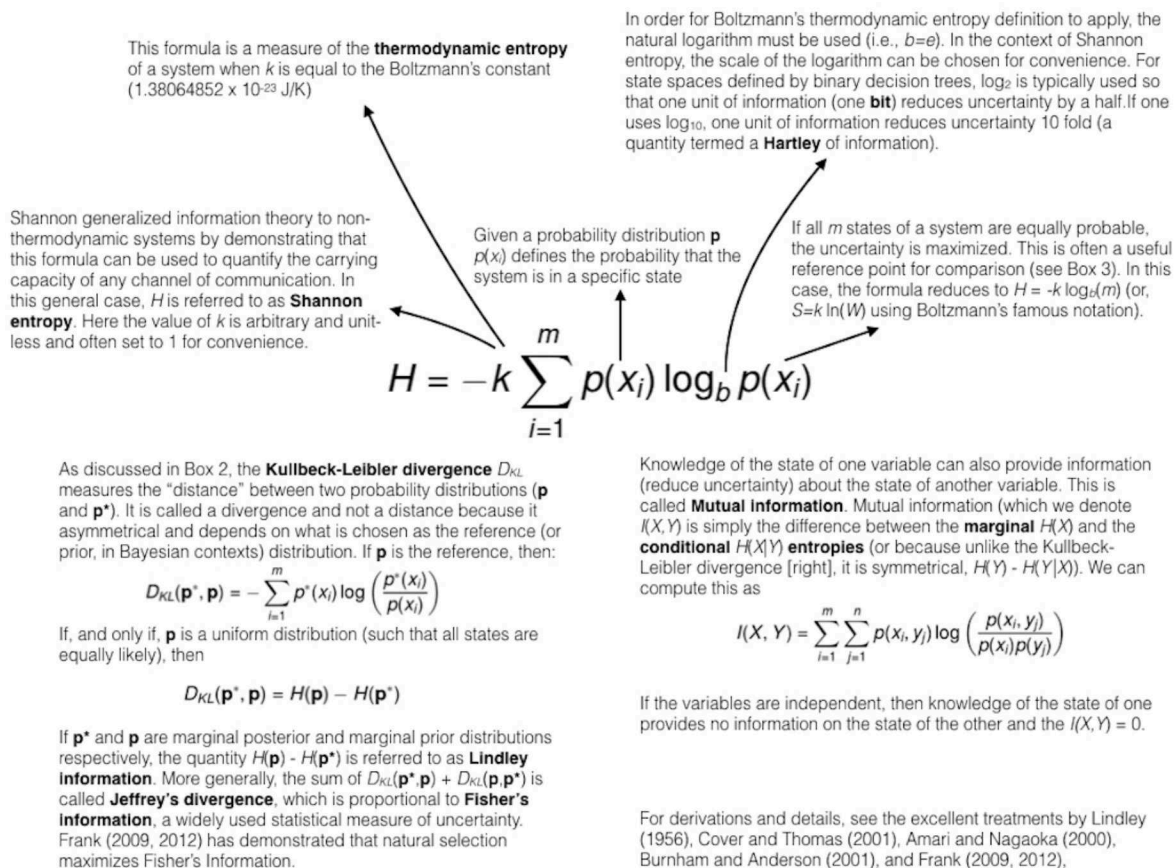 In order for Boltzmann's thermodynamic entropy definition to apply, the
natural logarithm must be used (i.e., b=e). In the context of Shannon
entropy, the scale of the logarithm can be chosen for convenience. For
state spaces defined by binary decision trees, log₂ is typically used so
that one unit of information (one bit) reduces uncertainty by a half.If one
uses log₁₀, one unit of information reduces uncertainty 10 fold (a
quantity termed a Hartley of information).
This formula is a measure of the thermodynamic entropy
of a system when k is equal to the Boltzmann's constant
(1.38064852 x 10⁻²³ J/K)
Shannon generalized information theory to non-
thermodynamic systems by demonstrating that
this formula can be used to quantify the carrying
capacity of any channel of communication. In
this general case, H is referred to as Shannon
entropy. Here the value of k is arbitrary and unit-
less and often set to 1 for convenience.
Given a probability distribution p
p(xᵢ) defines the probability that the
system is in a specific state
If all m states of a system are equally probable,
the uncertainty is maximized. This is often a useful
reference point for comparison (see Box 3). In this
case, the formula reduces to H = -k log_b(m) (or,
S=k ln(W) using Boltzmann's famous notation).
H = −k ∑_{i=1}^{m} p(xᵢ) log_b p(xᵢ)
As discussed in Box 2, the Kullbeck-Leibler divergence D_KL
measures the "distance" between two probability distributions (p
and p*). It is called a divergence and not a distance because it
asymmetrical and depends on what is chosen as the reference (or
prior, in Bayesian contexts) distribution. If p is the reference, then:
D_KL(p*, p) = − ∑_{i=1}^{m} p*(xᵢ) log (p*(xᵢ)/p(xᵢ))
If, and only if, p is a uniform distribution (such that all states are
equally likely), then
D_KL(p*, p) = H(p) − H(p*)
If p* and p are marginal posterior and marginal prior distributions
respectively, the quantity H(p) - H(p*) is referred to as Lindley
information. More generally, the sum of D_KL(p*,p) + D_KL(p,p*) is
called Jeffrey's divergence, which is proportional to Fisher's
information, a widely used statistical measure of uncertainty.
Frank (2009, 2012) has demonstrated that natural selection
maximizes Fisher's Information.
Knowledge of the state of one variable can also provide information
(reduce uncertainty) about the state of another variable. This is
called Mutual information. Mutual information (which we denote
I(X,Y) is simply the difference between the marginal H(X) and the
conditional H(X|Y) entropies (or because unlike the Kullbeck-
Leibler divergence [right], it is symmetrical, H(Y) - H(Y|X)). We can
compute this as
I(X, Y) = ∑_{i=1}^{m} ∑_{j=1}^{n} p(xᵢ, yⱼ) log (p(xᵢ, yⱼ)/p(xᵢ)p(yⱼ))
If the variables are independent, then knowledge of the state of one
provides no information on the state of the other and the I(X,Y) = 0.
For derivations and details, see the excellent treatments by Lindley
(1956), Cover and Thomas (2001), Amari and Nagaoka (2000),
Burnham and Anderson (2001), and Frank (2009, 2012),